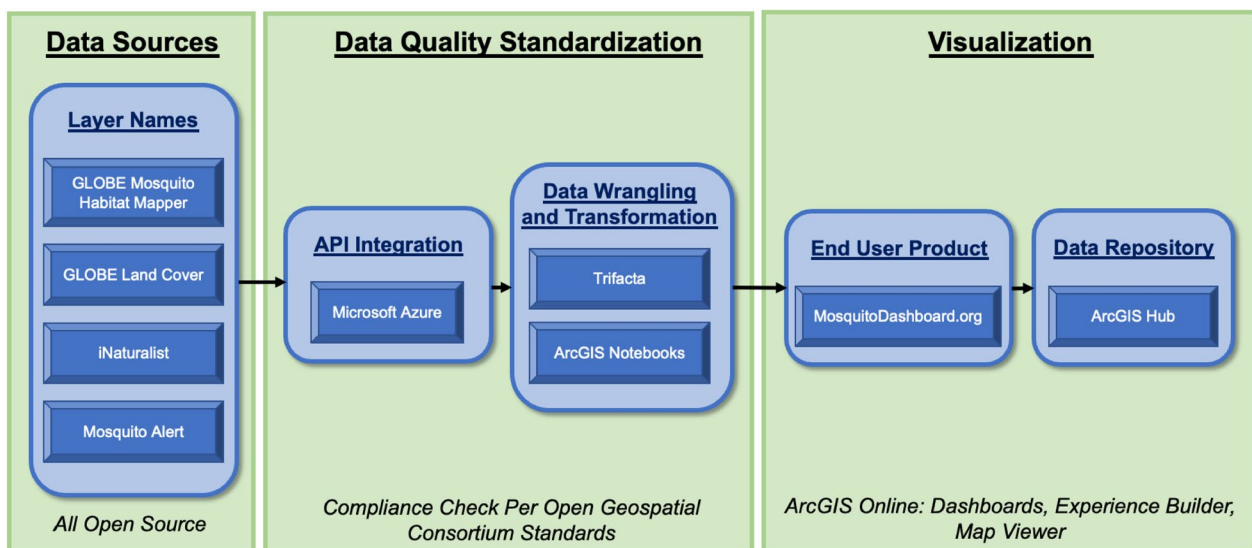 Data Sources
Layer Names
GLOBE Mosquito
Habitat Mapper
GLOBE Land Cover
iNaturalist
Mosquito Alert
All Open Source
Data Quality Standardization
API Integration
Microsoft Azure
Data Wrangling
and Transformation
Trifacta
ArcGIS Notebooks
Compliance Check Per Open Geospatial
Consortium Standards
Visualization
End User Product
MosquitoDashboard.org
Data Repository
ArcGIS Hub
ArcGIS Online: Dashboards, Experience Builder,
Map Viewer